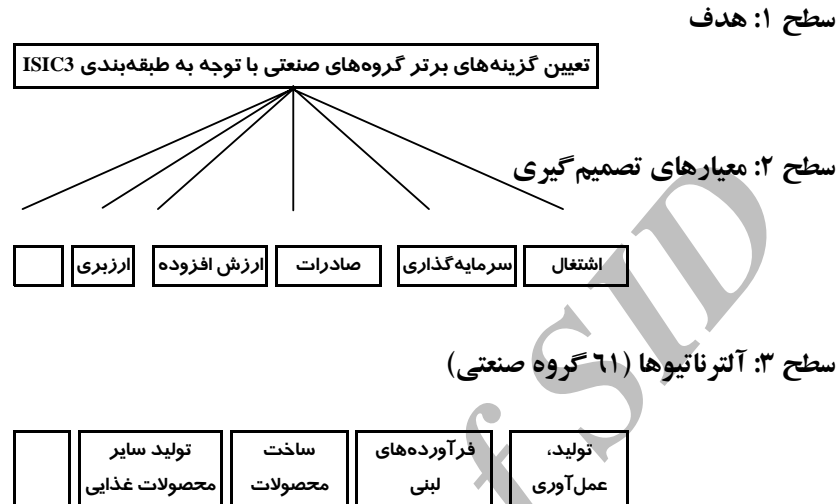 سطح ۱: هدف
تعیین گزینه‌های برتر گروه‌های صنعتی با توجه به طبقه‌بندی ISIC3
سطح ۲: معیارهای تصمیم‌گیری
اشتغال
سرمایه‌گذاری
صادرات
ارزش افزوده
ارزبری
سطح ۳: آلترناتیوها (٦١ گروه صنعتی)
تولید،
عمل‌آوری
فرآورده‌های
لبنی
ساخت
محصولات
تولید سایر
محصولات غذایی
f SID